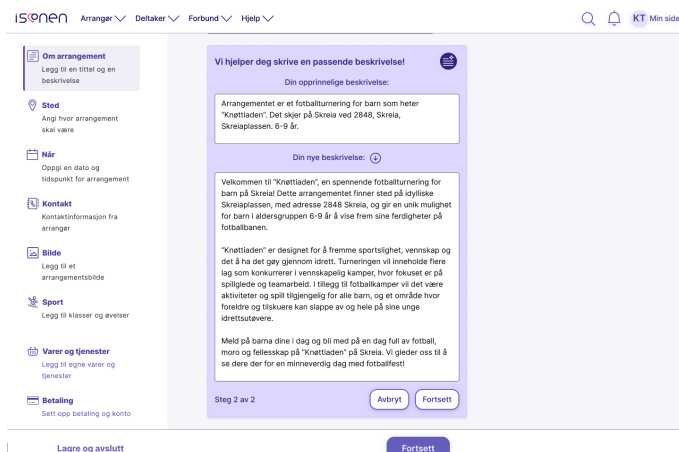 isonen Arrangør Deltaker Forbund Hjelp KT Min side
Om arrangement
Legg til en tittel og en
beskrivelse
Sted
Angi hvor arrangement
skal være
Når
Oppgi en dato og
tidspunkt for arrangement
Kontakt
Kontaktinformasjon fra
arrangør
Bilde
Legg til et
arrangementsbilde
Sport
Legg til klasser og øvelser
Varer og tjenester
Legg til egne varer og
tjenester
Betaling
Sett opp betaling og konto
Vi hjelper deg skrive en passende beskrivelse!
Din opprinnelige beskrivelse:
Arrangementet er et fotballturnering for barn som heter
"Knøttiaden". Det skjer på Skreia ved 2848, Skreia,
Skreiaplassen. 6-9 år.
Din nye beskrivelse:
Velkommen til "Knøttiaden", en spennende fotballturnering for
barn på Skreia! Dette arrangementet finner sted på idylliske
Skreiaplassen, med adresse 2848 Skreia, og gir en unik mulighet
for barn i aldersgruppen 6-9 år å vise frem sine ferdigheter på
fotballbanen.
"Knøttiaden" er designet for å fremme sportslighet, vennskap og
det å ha det gøy gjennom idrett. Turneringen vil inneholde flere
lag som konkurrerer i vennskapelig kamper, hvor fokuset er på
spillglede og teamarbeid. I tillegg til fotballkamper vil det være
aktiviteter og spill tilgjengelig for alle barn, og et område hvor
foreldre og tilskuere kan slappe av og heie på sine unge
idrettsutøvere.
Meld på barna dine i dag og bli med på en dag full av fotball,
moro og fellesskap på "Knøttiaden" på Skreia. Vi gleder oss til å
se dere der for en minneverdig dag med fotballfest!
Steg 2 av 2 Avbryt Fortsett
Lagre og avslutt Fortsett